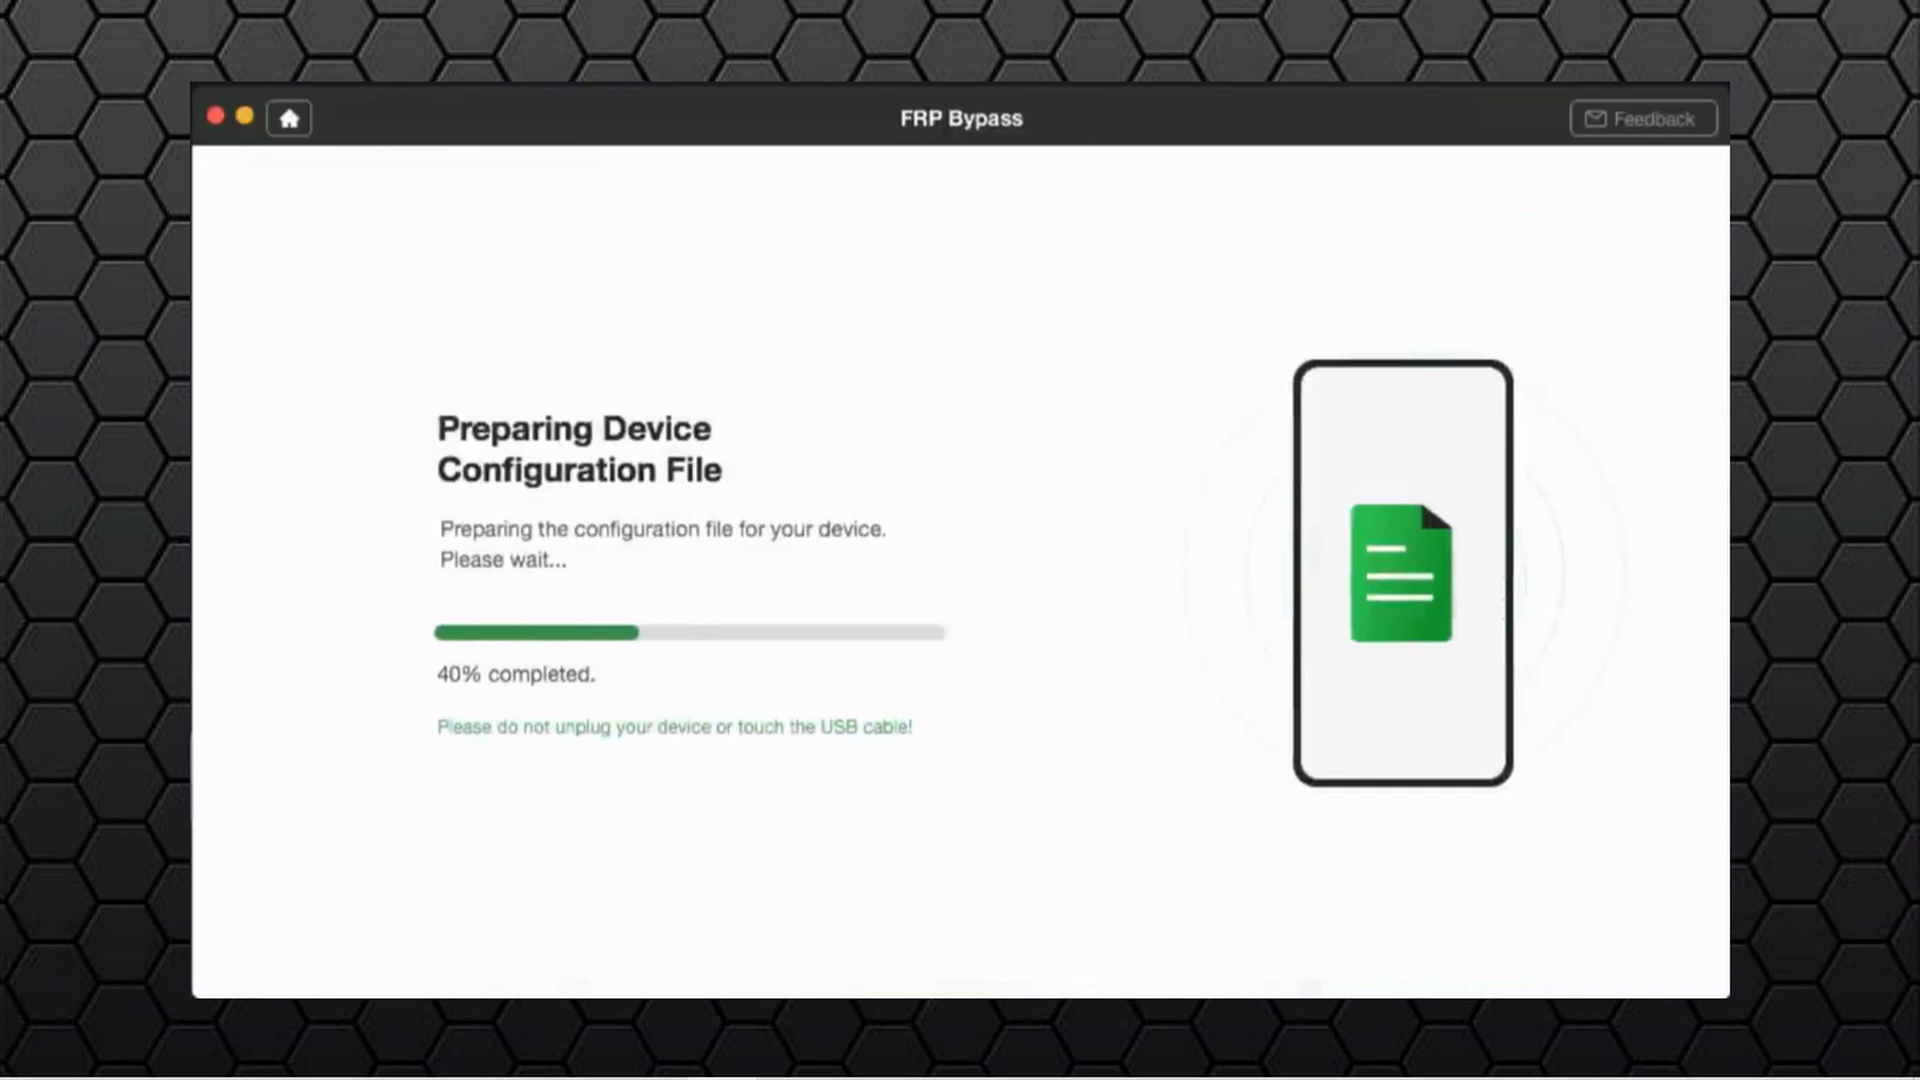 FRP Bypass
Feedback
Preparing Device
Configuration File
Preparing the configuration file for your device.
Please wait...
40% completed.
Please do not unplug your device or touch the USB cable!